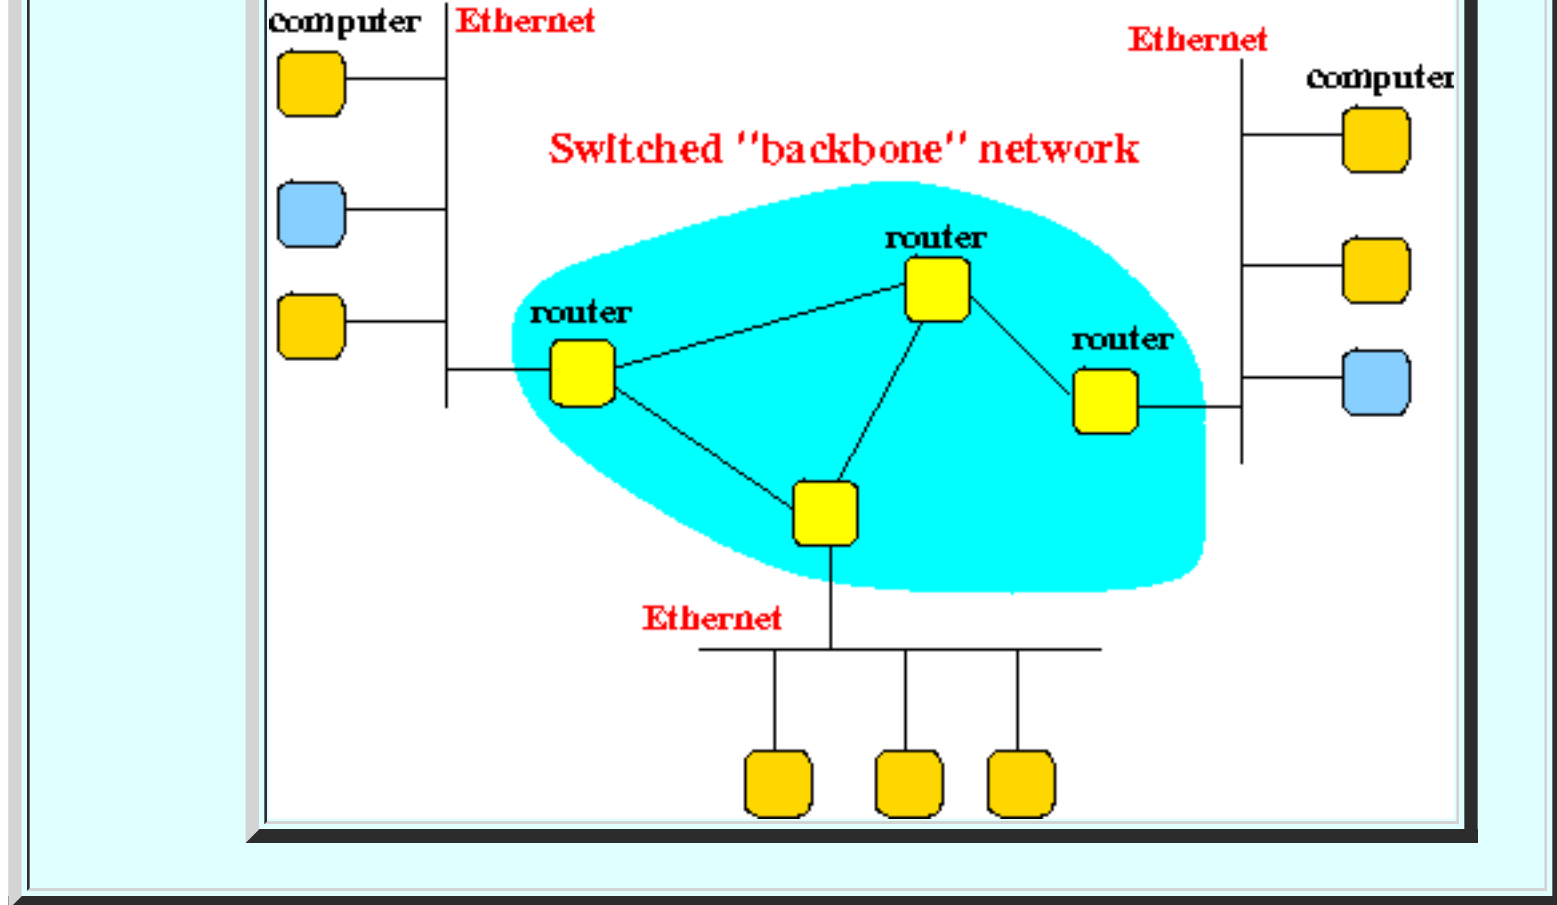 computer
Ethernet
Ethernet
computer
Switched "backbone" network
router
router
router
Ethernet